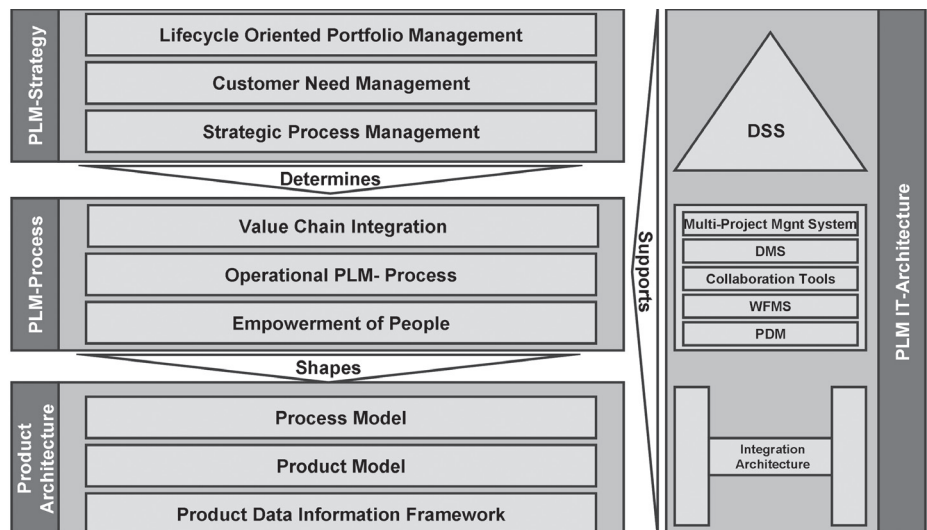 PLM-Strategy
Lifecycle Oriented Portfolio Management
Customer Need Management
Strategic Process Management
Determines
PLM-Process
Value Chain Integration
Operational PLM- Process
Empowerment of People
Shapes
Product
Architecture
Process Model
Product Model
Product Data Information Framework
Supports
DSS
Multi-Project Mgnt System
DMS
Collaboration Tools
WFMS
PDM
Integration
Architecture
PLM IT-Architecture